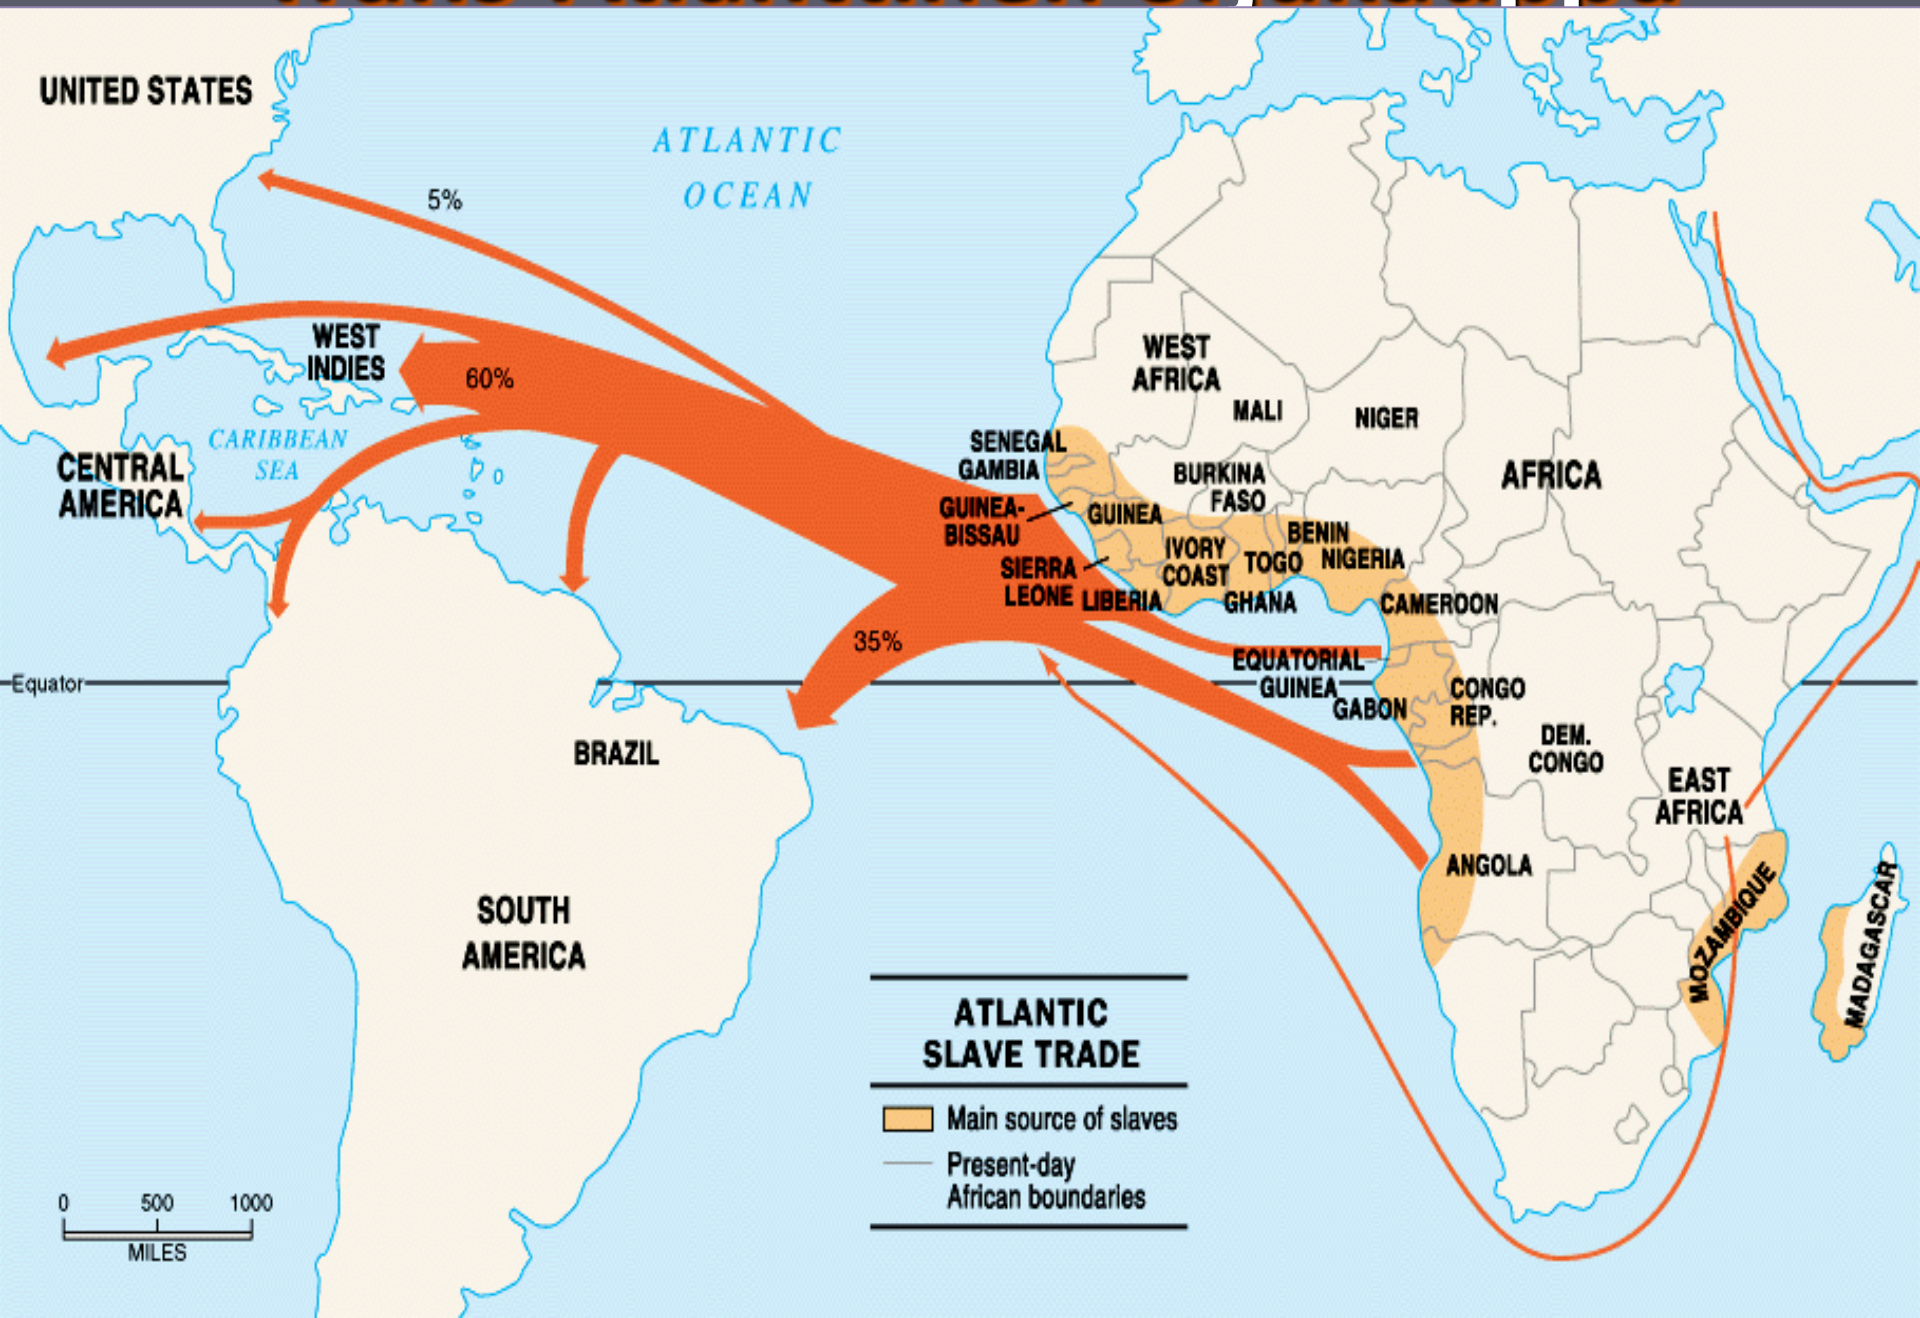 UNITED STATES
ATLANTIC
OCEAN
5%
WEST
INDIES
60%
CARIBBEAN
SEA
CENTRAL
AMERICA
35%
Equator
BRAZIL
SOUTH
AMERICA
WEST
AFRICA
MALI
NIGER
SENEGAL
GAMBIA
BURKINA
FASO
AFRICA
GUINEA-
BISSAU
GUINEA
BENIN
IVORY
COAST
TOGO
NIGERIA
SIERRA
LEONE
LIBERIA
GHANA
CAMEROON
EQUATORIAL
GUINEA
GABON
CONGO
REP.
DEM.
CONGO
EAST
AFRICA
ANGOLA
MOZAMBIQUE
MADAGASCAR
ATLANTIC
SLAVE TRADE
Main source of slaves
Present-day
African boundaries
0 500 1000
MILES